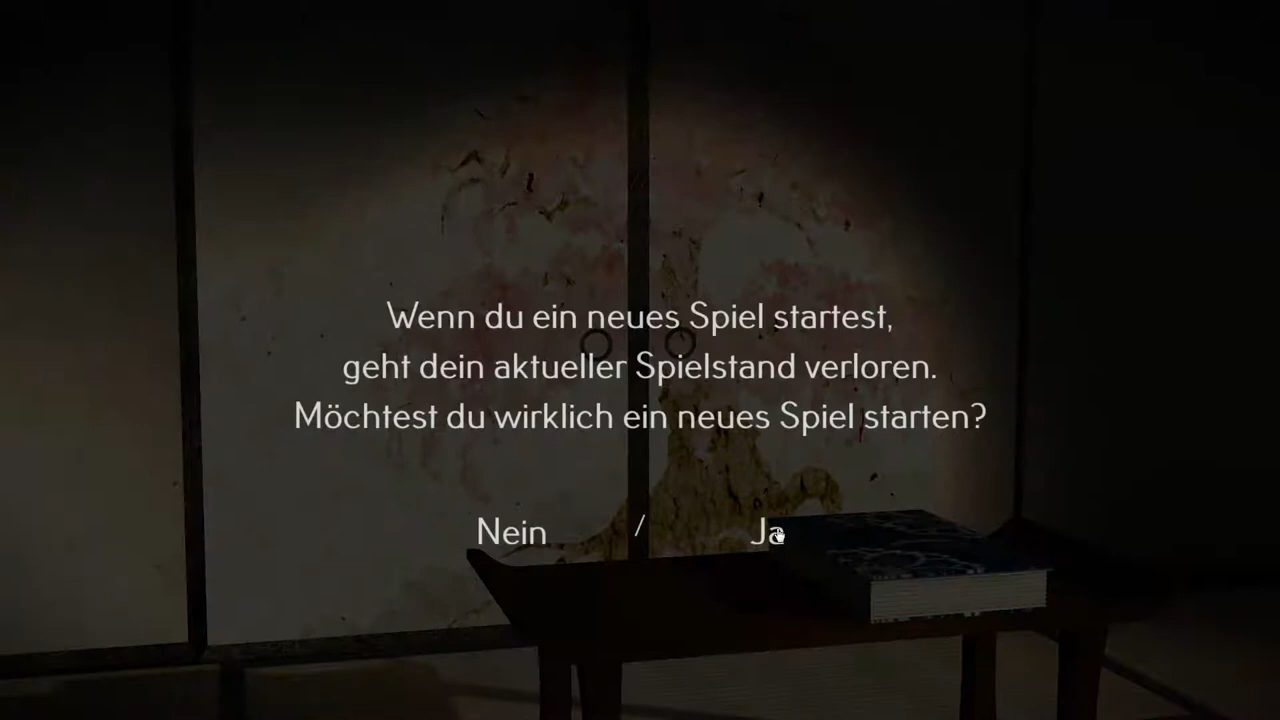 Wenn du ein neues Spiel startest,
geht dein aktueller Spielstand verloren.
Möchtest du wirklich ein neues Spiel starten?
Nein / Ja